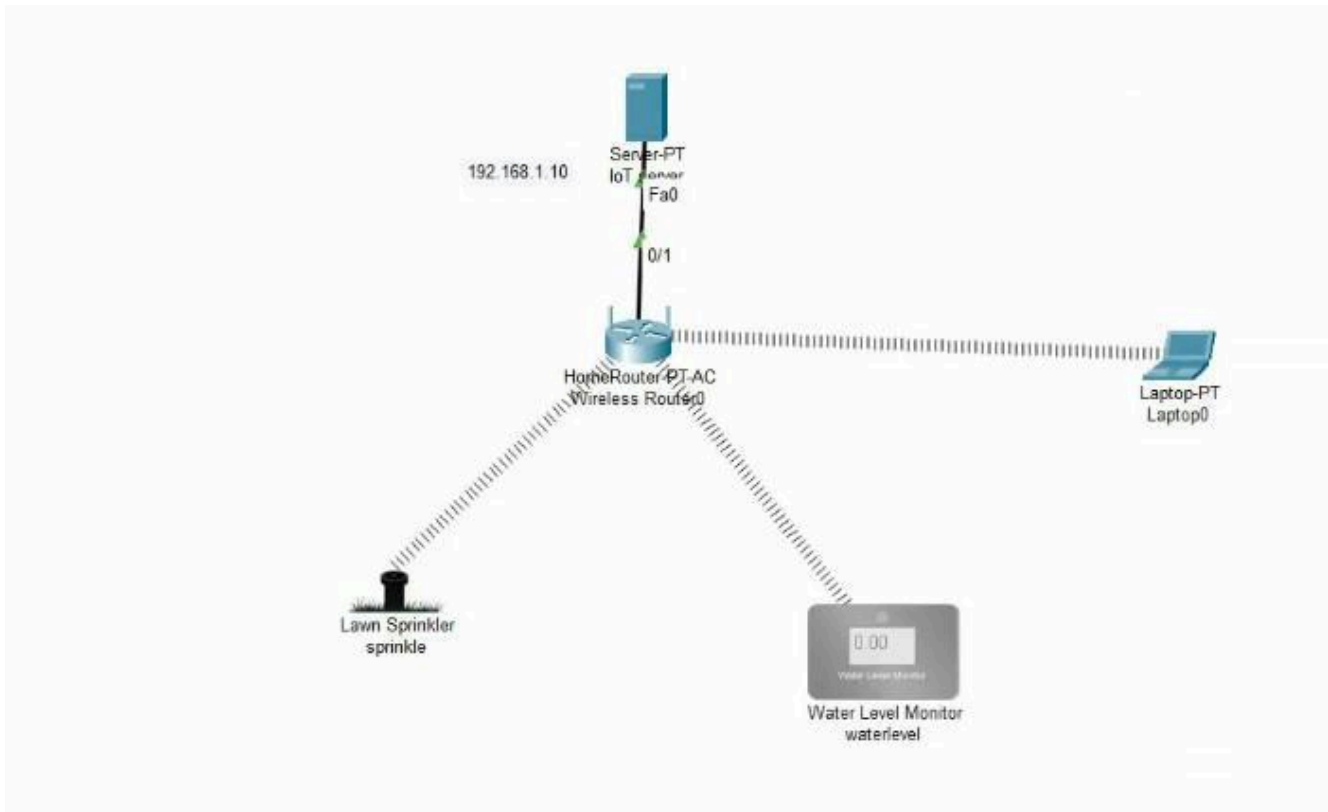 Server-PT
IoT server
192.168.1.10
Fa0
0/1
HomeRouter-PT-AC
Wireless Router0
Laptop-PT
Laptop0
Lawn Sprinkler
sprinkle
0.00
Water Level Monitor
Water Level Monitor
waterlevel